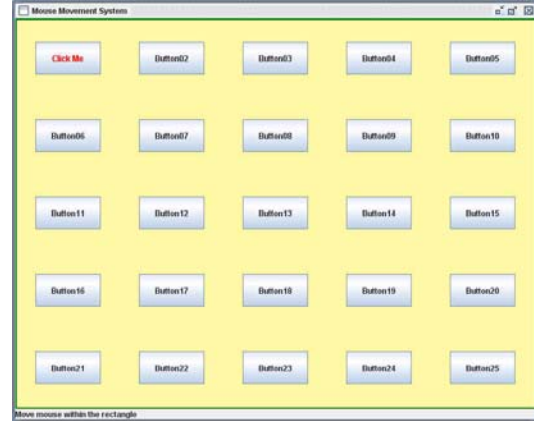 Mouse Movement System
Click Me Button02 Button03 Button04 Button05
Button06 Button07 Button08 Button09 Button10
Button11 Button12 Button13 Button14 Button15
Button16 Button17 Button18 Button19 Button20
Button21 Button22 Button23 Button24 Button25
Move mouse within the rectangle